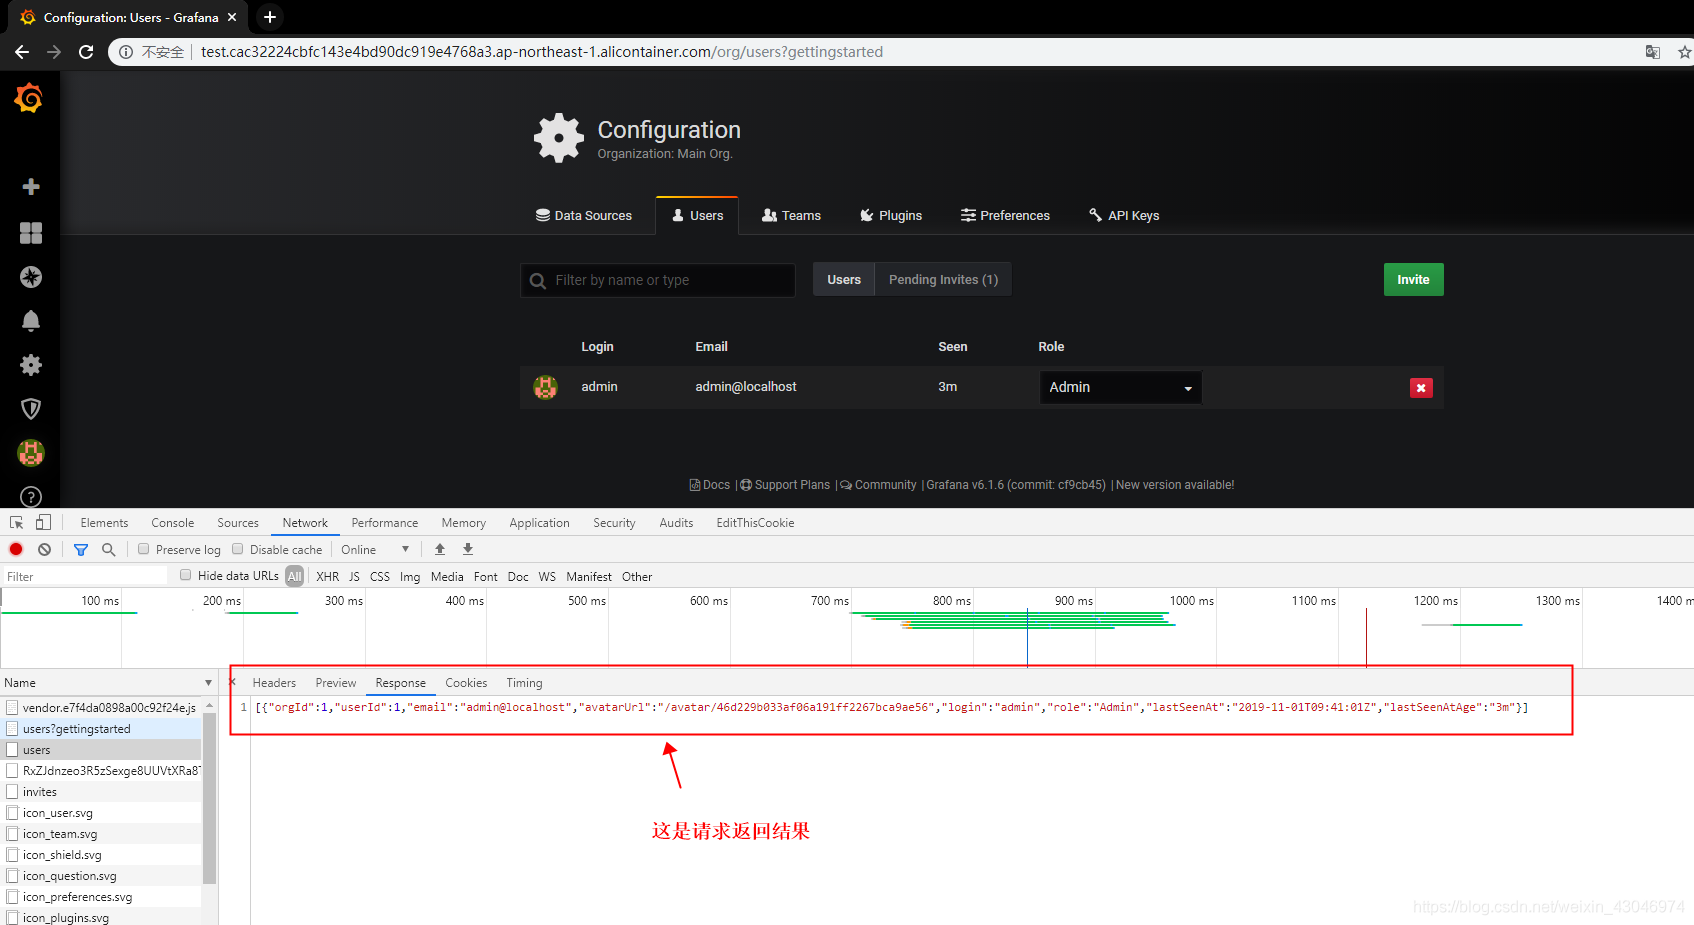 Configuration: Users - Grafana
不安全 test.cac32224cbfc143e4bd90dc919e4768a3.ap-northeast-1.alicontainer.com/org/users?gettingstarted
Configuration
Organization: Main Org.
Data Sources Users Teams Plugins Preferences API Keys
Filter by name or type Users Pending Invites (1) Invite
Login Email Seen Role
admin admin@localhost 3m Admin
Docs | Support Plans | Community | Grafana v6.1.6 (commit: cf9cb45) | New version available!
Elements Console Sources Network Performance Memory Application Security Audits EditThisCookie
Preserve log Disable cache Online
Filter Hide data URLs All XHR JS CSS Img Media Font Doc WS Manifest Other
100 ms 200 ms 300 ms 400 ms 500 ms 600 ms 700 ms 800 ms 900 ms 1000 ms 1100 ms 1200 ms 1300 ms 1400 m
Name Headers Preview Response Cookies Timing
vendor.e7f4da0898a00c92f24e.js
1 [{"orgId":1,"userId":1,"email":"admin@localhost","avatarUrl":"/avatar/46d229b033af06a191ff2267bca9ae56","login":"admin","role":"Admin","lastSeenAt":"2019-11-01T09:41:01Z","lastSeenAtAge":"3m"}]
users?gettingstarted
users
RxZJdnzeo3R5zSexge8UUVtXRa8T
invites
icon_user.svg
这是请求返回结果
icon_team.svg
icon_shield.svg
icon_question.svg
icon_preferences.svg
icon_plugins.svg
https://blog.csdn.net/weixin_43046974